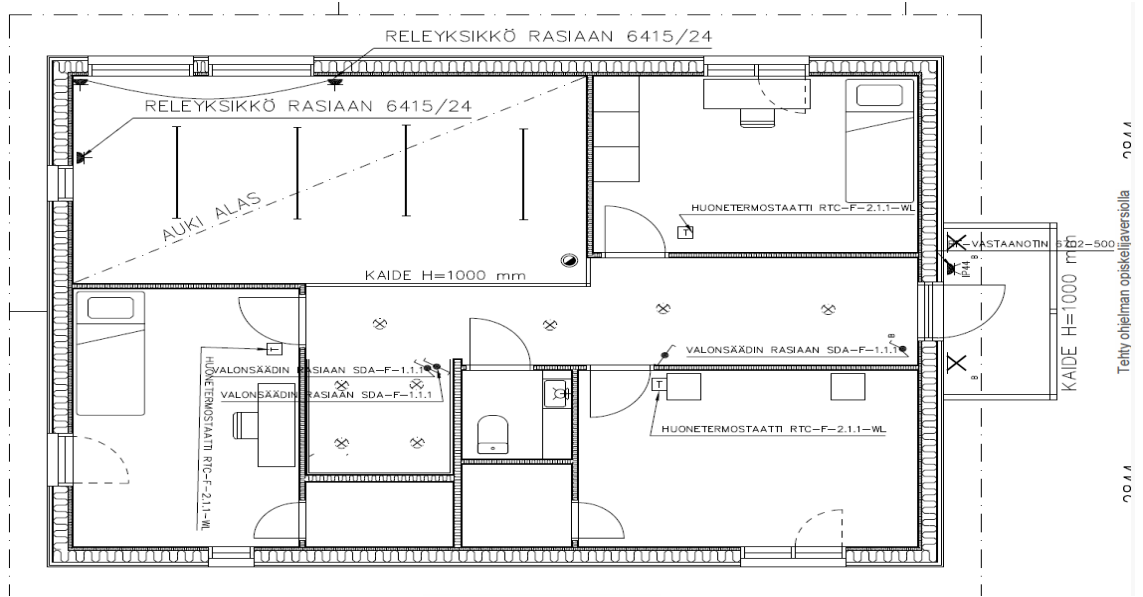 RELEYKSIKKÖ RASIAAN 6415/24
RELEYKSIKKÖ RASIAAN 6415/24
AUKI ALAS
KAIDE H=1000 mm
HUONETERMOSTAATTI RTC-F-2.1.1-WL
T
-VASTAANOTIN 6702-500
B
IP44
KAIDE H=1000 mm
B
T
HUONETERMOSTAATTI RTC-F-2.1.1-WL
VALONSÄÄDIN RASIAAN SDA-F-1.1.1
VALONSÄÄDIN RASIAAN SDA-F-1.1.1
VALONSÄÄDIN RASIAAN SDA-F-1.1.1
B
T
HUONETERMOSTAATTI RTC-F-2.1.1-WL
Tehty ohjelman opiskelijaversiolla